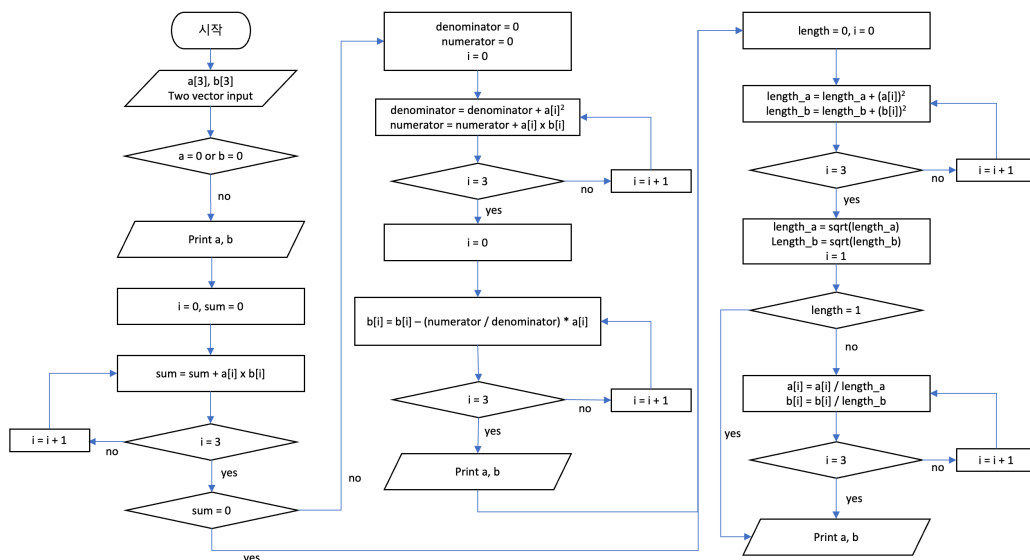 시작
a[3], b[3]
Two vector input
a = 0 or b = 0
no
Print a, b
i = 0, sum = 0
sum = sum + a[i] x b[i]
i = i + 1
no
i = 3
yes
sum = 0
no
yes
denominator = 0
numerator = 0
i = 0
denominator = denominator + a[i]²
numerator = numerator + a[i] x b[i]
i = 3
no
i = i + 1
yes
i = 0
b[i] = b[i] – (numerator / denominator) * a[i]
i = 3
no
i = i + 1
yes
Print a, b
length = 0, i = 0
length_a = length_a + (a[i])²
length_b = length_b + (b[i])²
i = 3
no
i = i + 1
yes
length_a = sqrt(length_a)
Length_b = sqrt(length_b)
i = 1
length = 1
no
yes
a[i] = a[i] / length_a
b[i] = b[i] / length_b
i = 3
no
i = i + 1
yes
Print a, b